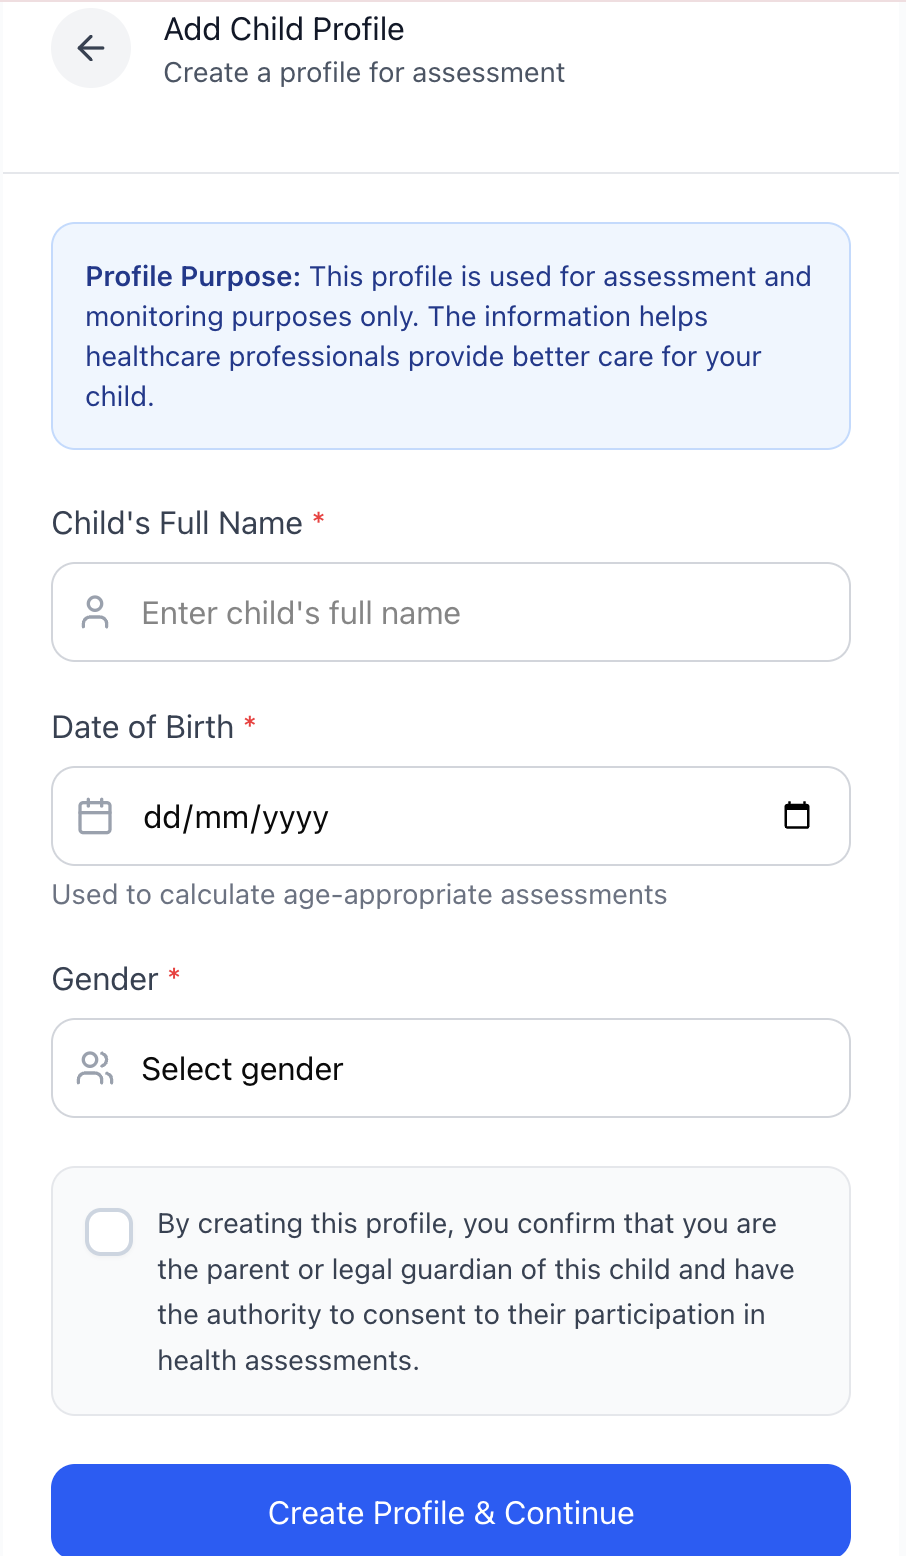 Add Child Profile
Create a profile for assessment
Profile Purpose: This profile is used for assessment and
monitoring purposes only. The information helps
healthcare professionals provide better care for your
child.
Child's Full Name *
Enter child's full name
Date of Birth *
dd/mm/yyyy
Used to calculate age-appropriate assessments
Gender *
Select gender
By creating this profile, you confirm that you are
the parent or legal guardian of this child and have
the authority to consent to their participation in
health assessments.
Create Profile & Continue